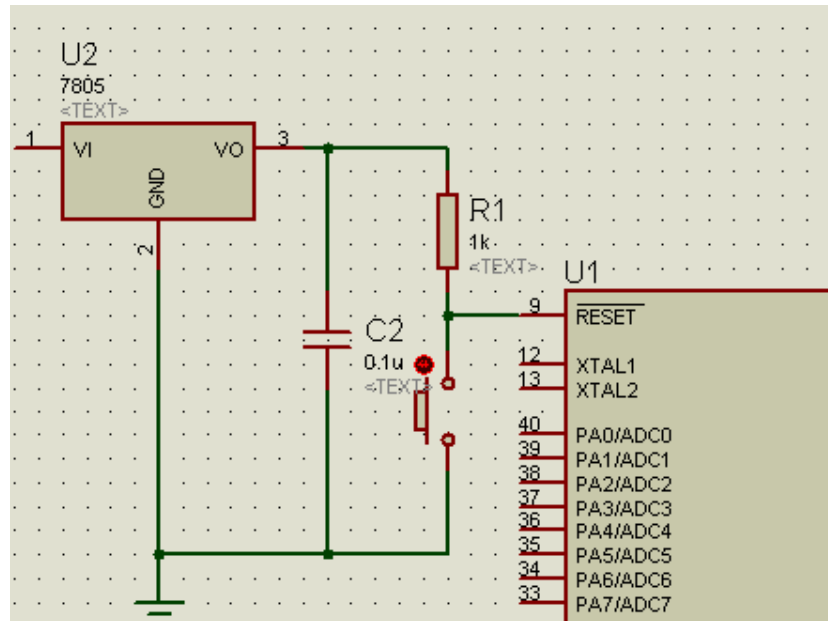 U2
7805
<TEXT>
1
VI
VO
3
GND
2
R1
1k
<TEXT>
C2
0.1u
<TEXT>
U1
9
RESET
12
XTAL1
13
XTAL2
40
PA0/ADC0
39
PA1/ADC1
38
PA2/ADC2
37
PA3/ADC3
36
PA4/ADC4
35
PA5/ADC5
34
PA6/ADC6
33
PA7/ADC7